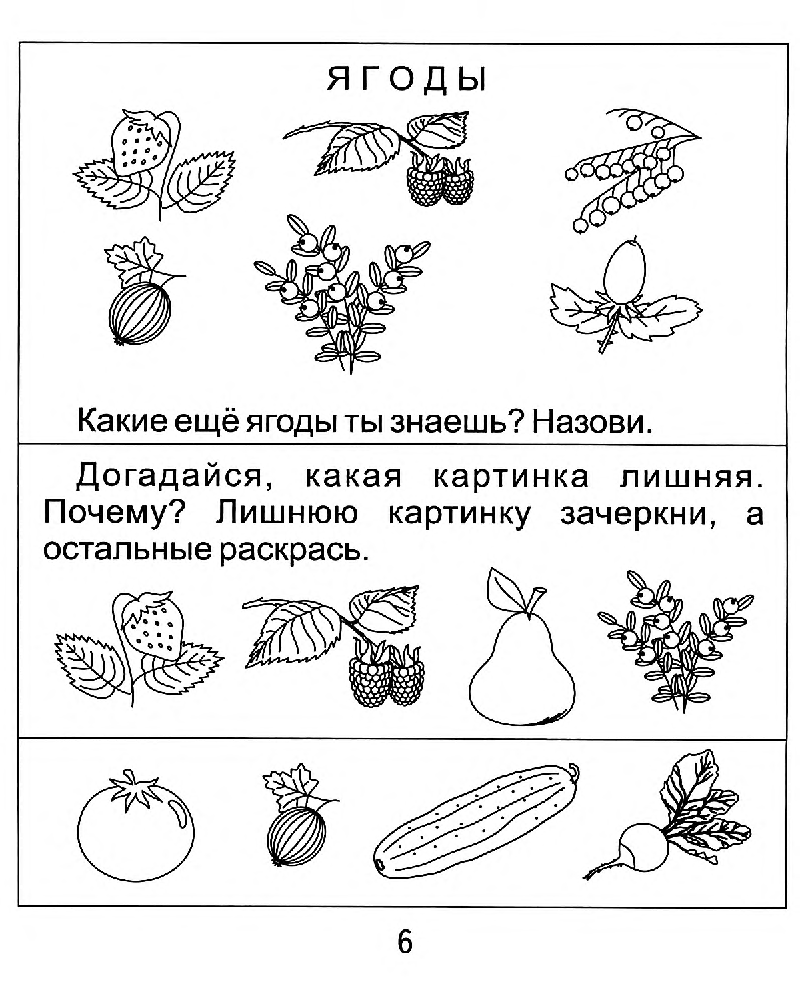 ЯГОДЫ
Какие ещё ягоды ты знаешь? Назови.
Догадайся, какая картинка лишняя.
Почему? Лишнюю картинку зачеркни, а
остальные раскрась.
6